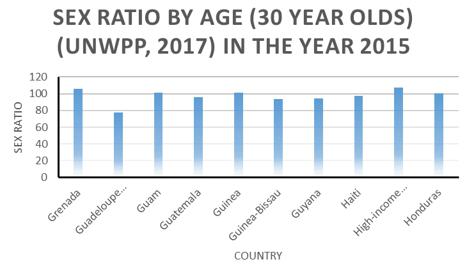 SEX RATIO BY AGE (30 YEAR OLDS)
(UNWPP, 2017) IN THE YEAR 2015
120
100
80
60
40
20
0
SEX RATIO
Grenada
Guadeloupe...
Guam
Guatemala
Guinea
Guinea-Bissau
Guyana
Haiti
High-income...
Honduras
COUNTRY